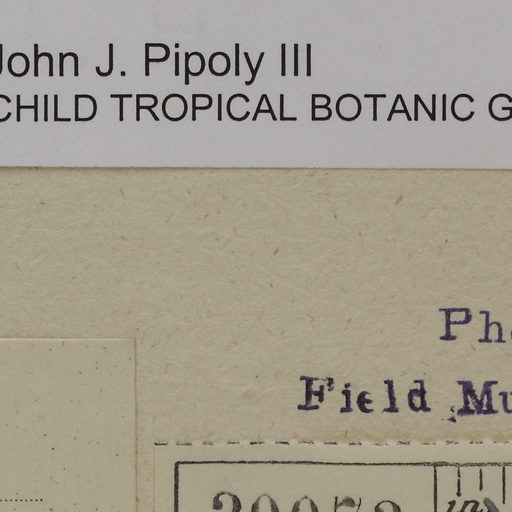 John J. Pipoly III
CHILD TROPICAL BOTANIC G
Ph
Field Mu